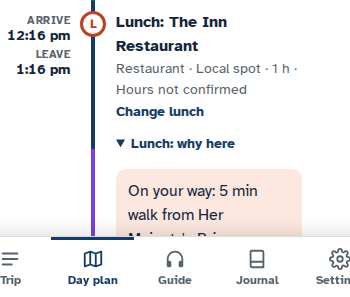 ARRIVE
12:16 pm
LEAVE
1:16 pm
L
Lunch: The Inn
Restaurant
Restaurant · Local spot · 1 h ·
Hours not confirmed
Change lunch
▼ Lunch: why here
On your way: 5 min
walk from Her
Trip
Day plan
Guide
Journal
Settin